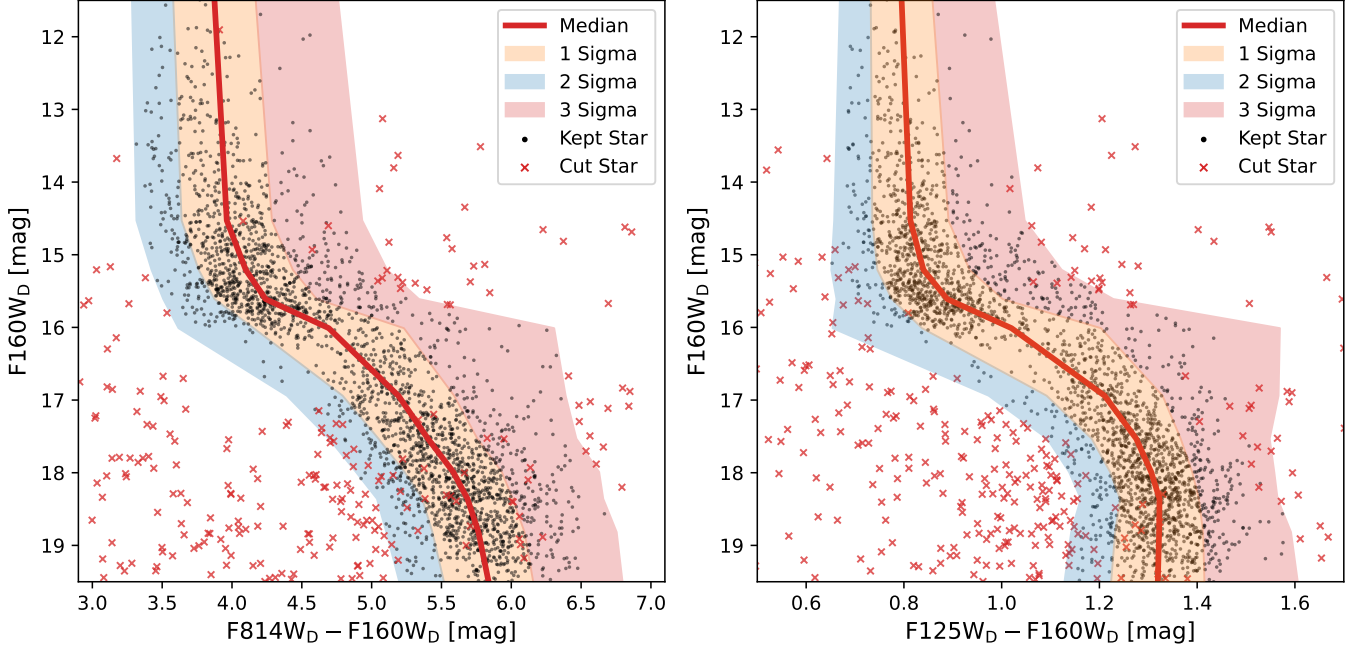 12
13
14
15
16
17
18
19
F160W_D [mag]
3.0 3.5 4.0 4.5 5.0 5.5 6.0 6.5 7.0
F814W_D − F160W_D [mag]
Median
1 Sigma
2 Sigma
3 Sigma
Kept Star
Cut Star
12
13
14
15
16
17
18
19
F160W_D [mag]
0.6 0.8 1.0 1.2 1.4 1.6
F125W_D − F160W_D [mag]
Median
1 Sigma
2 Sigma
3 Sigma
Kept Star
Cut Star